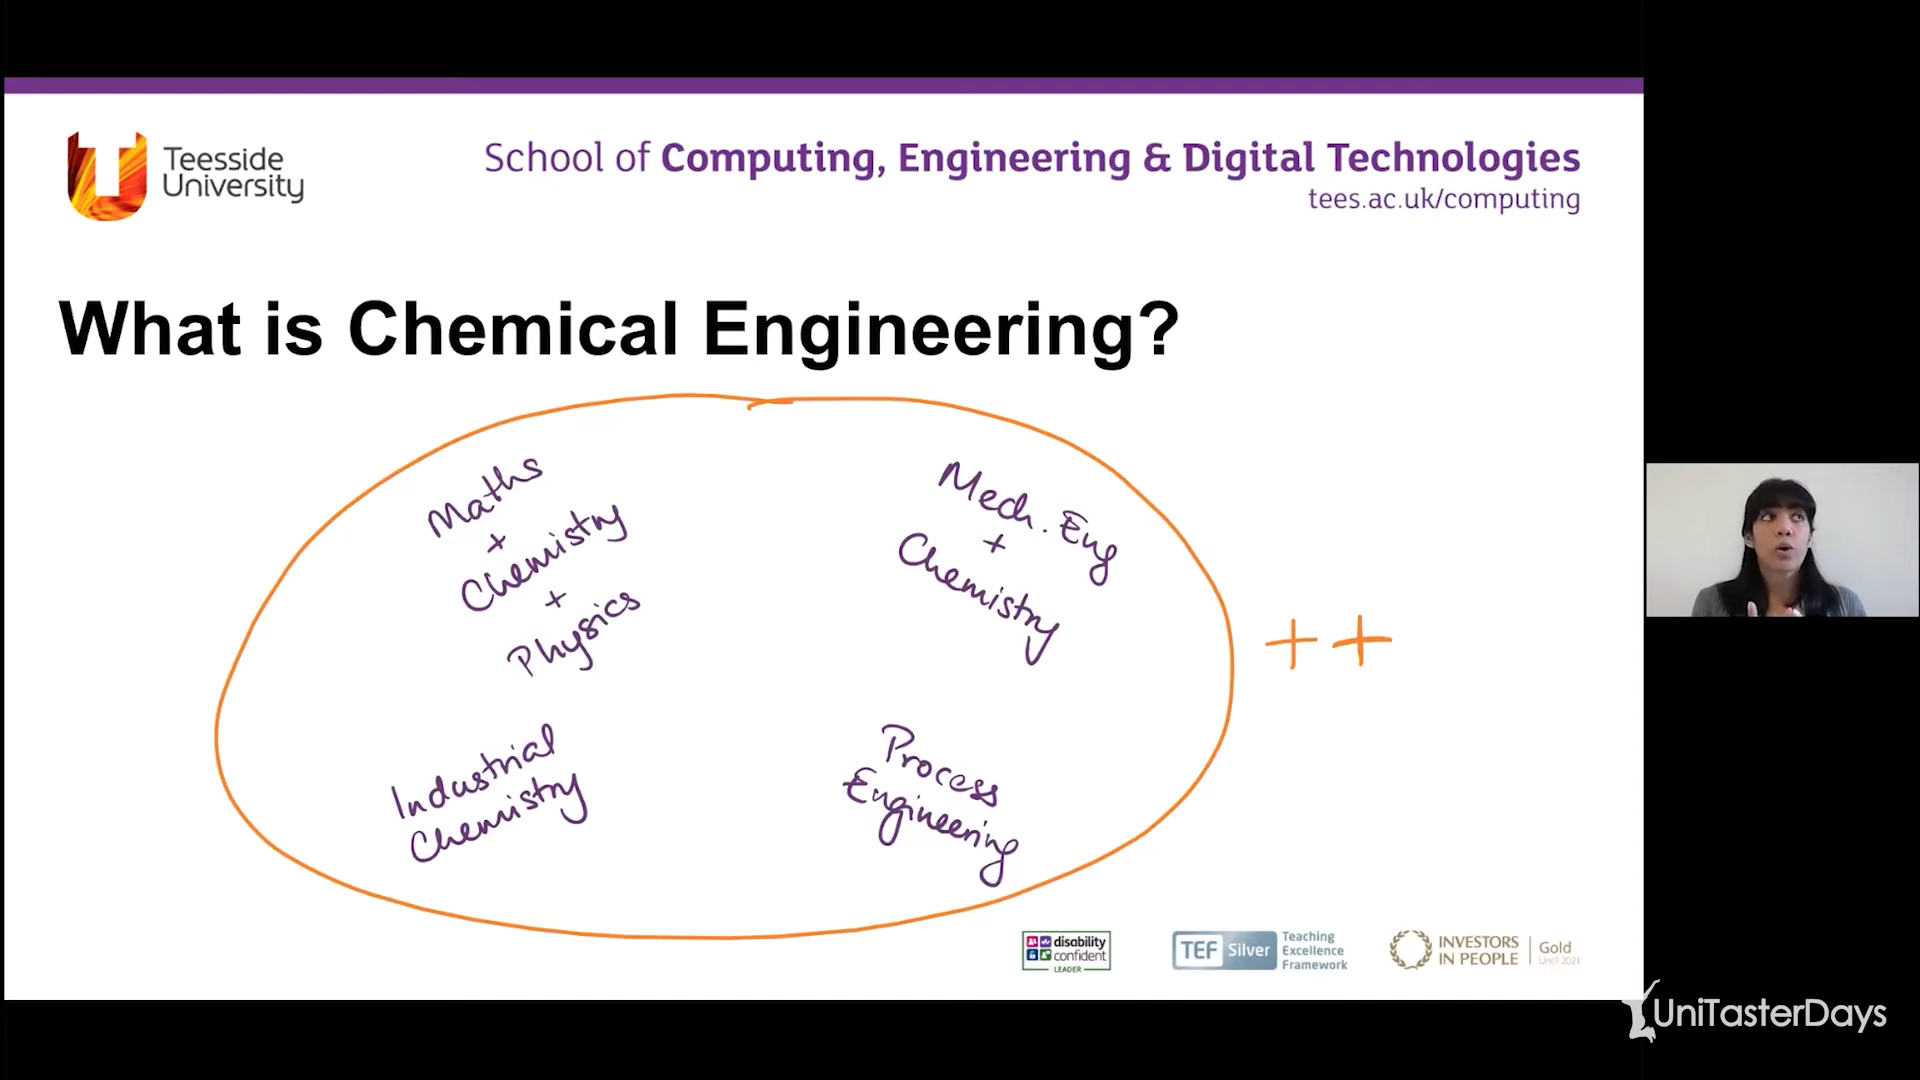 Teesside
University
School of Computing, Engineering & Digital Technologies
tees.ac.uk/computing
What is Chemical Engineering?
Maths
+
Chemistry
+
Physics
Mech. Eng
+
Chemistry
++
Industrial
Chemistry
Process
Engineering
disability
confident
LEADER
TEF Silver
Teaching
Excellence
Framework
INVESTORS
IN PEOPLE
Gold
Until 2021
UniTasterDays